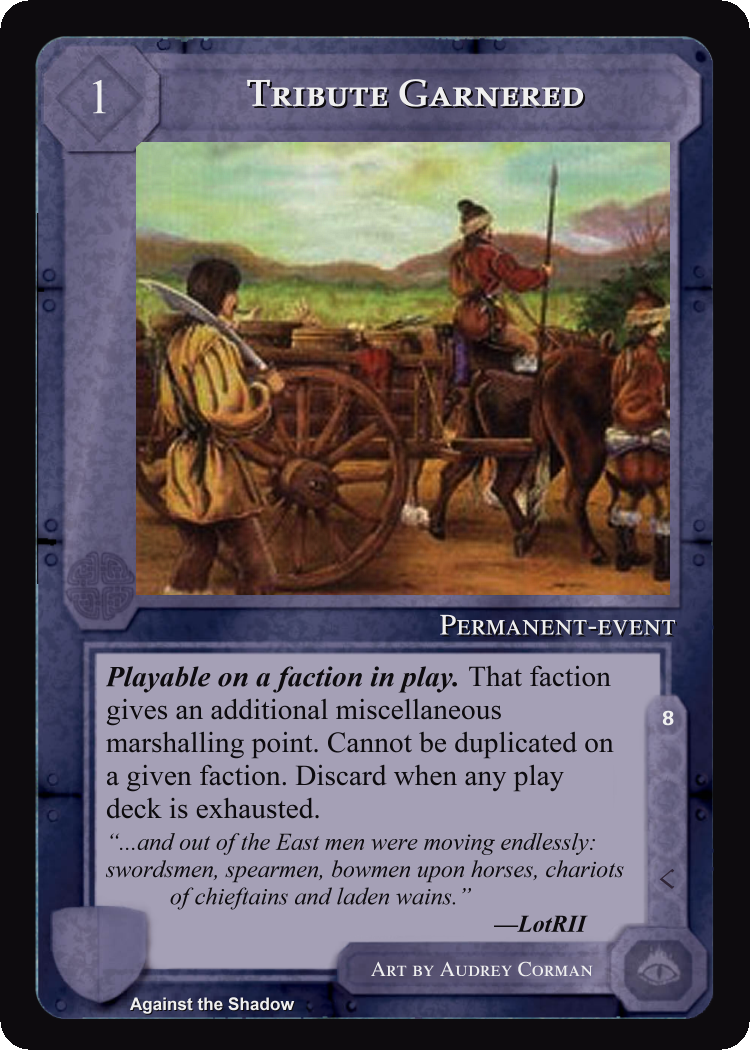 1
Tribute Garnered
Permanent-event
Playable on a faction in play. That faction
gives an additional miscellaneous
marshalling point. Cannot be duplicated on
a given faction. Discard when any play
deck is exhausted.
“...and out of the East men were moving endlessly:
swordsmen, spearmen, bowmen upon horses, chariots
of chieftains and laden wains.”
—LotRII
8
Art by Audrey Corman
Against the Shadow